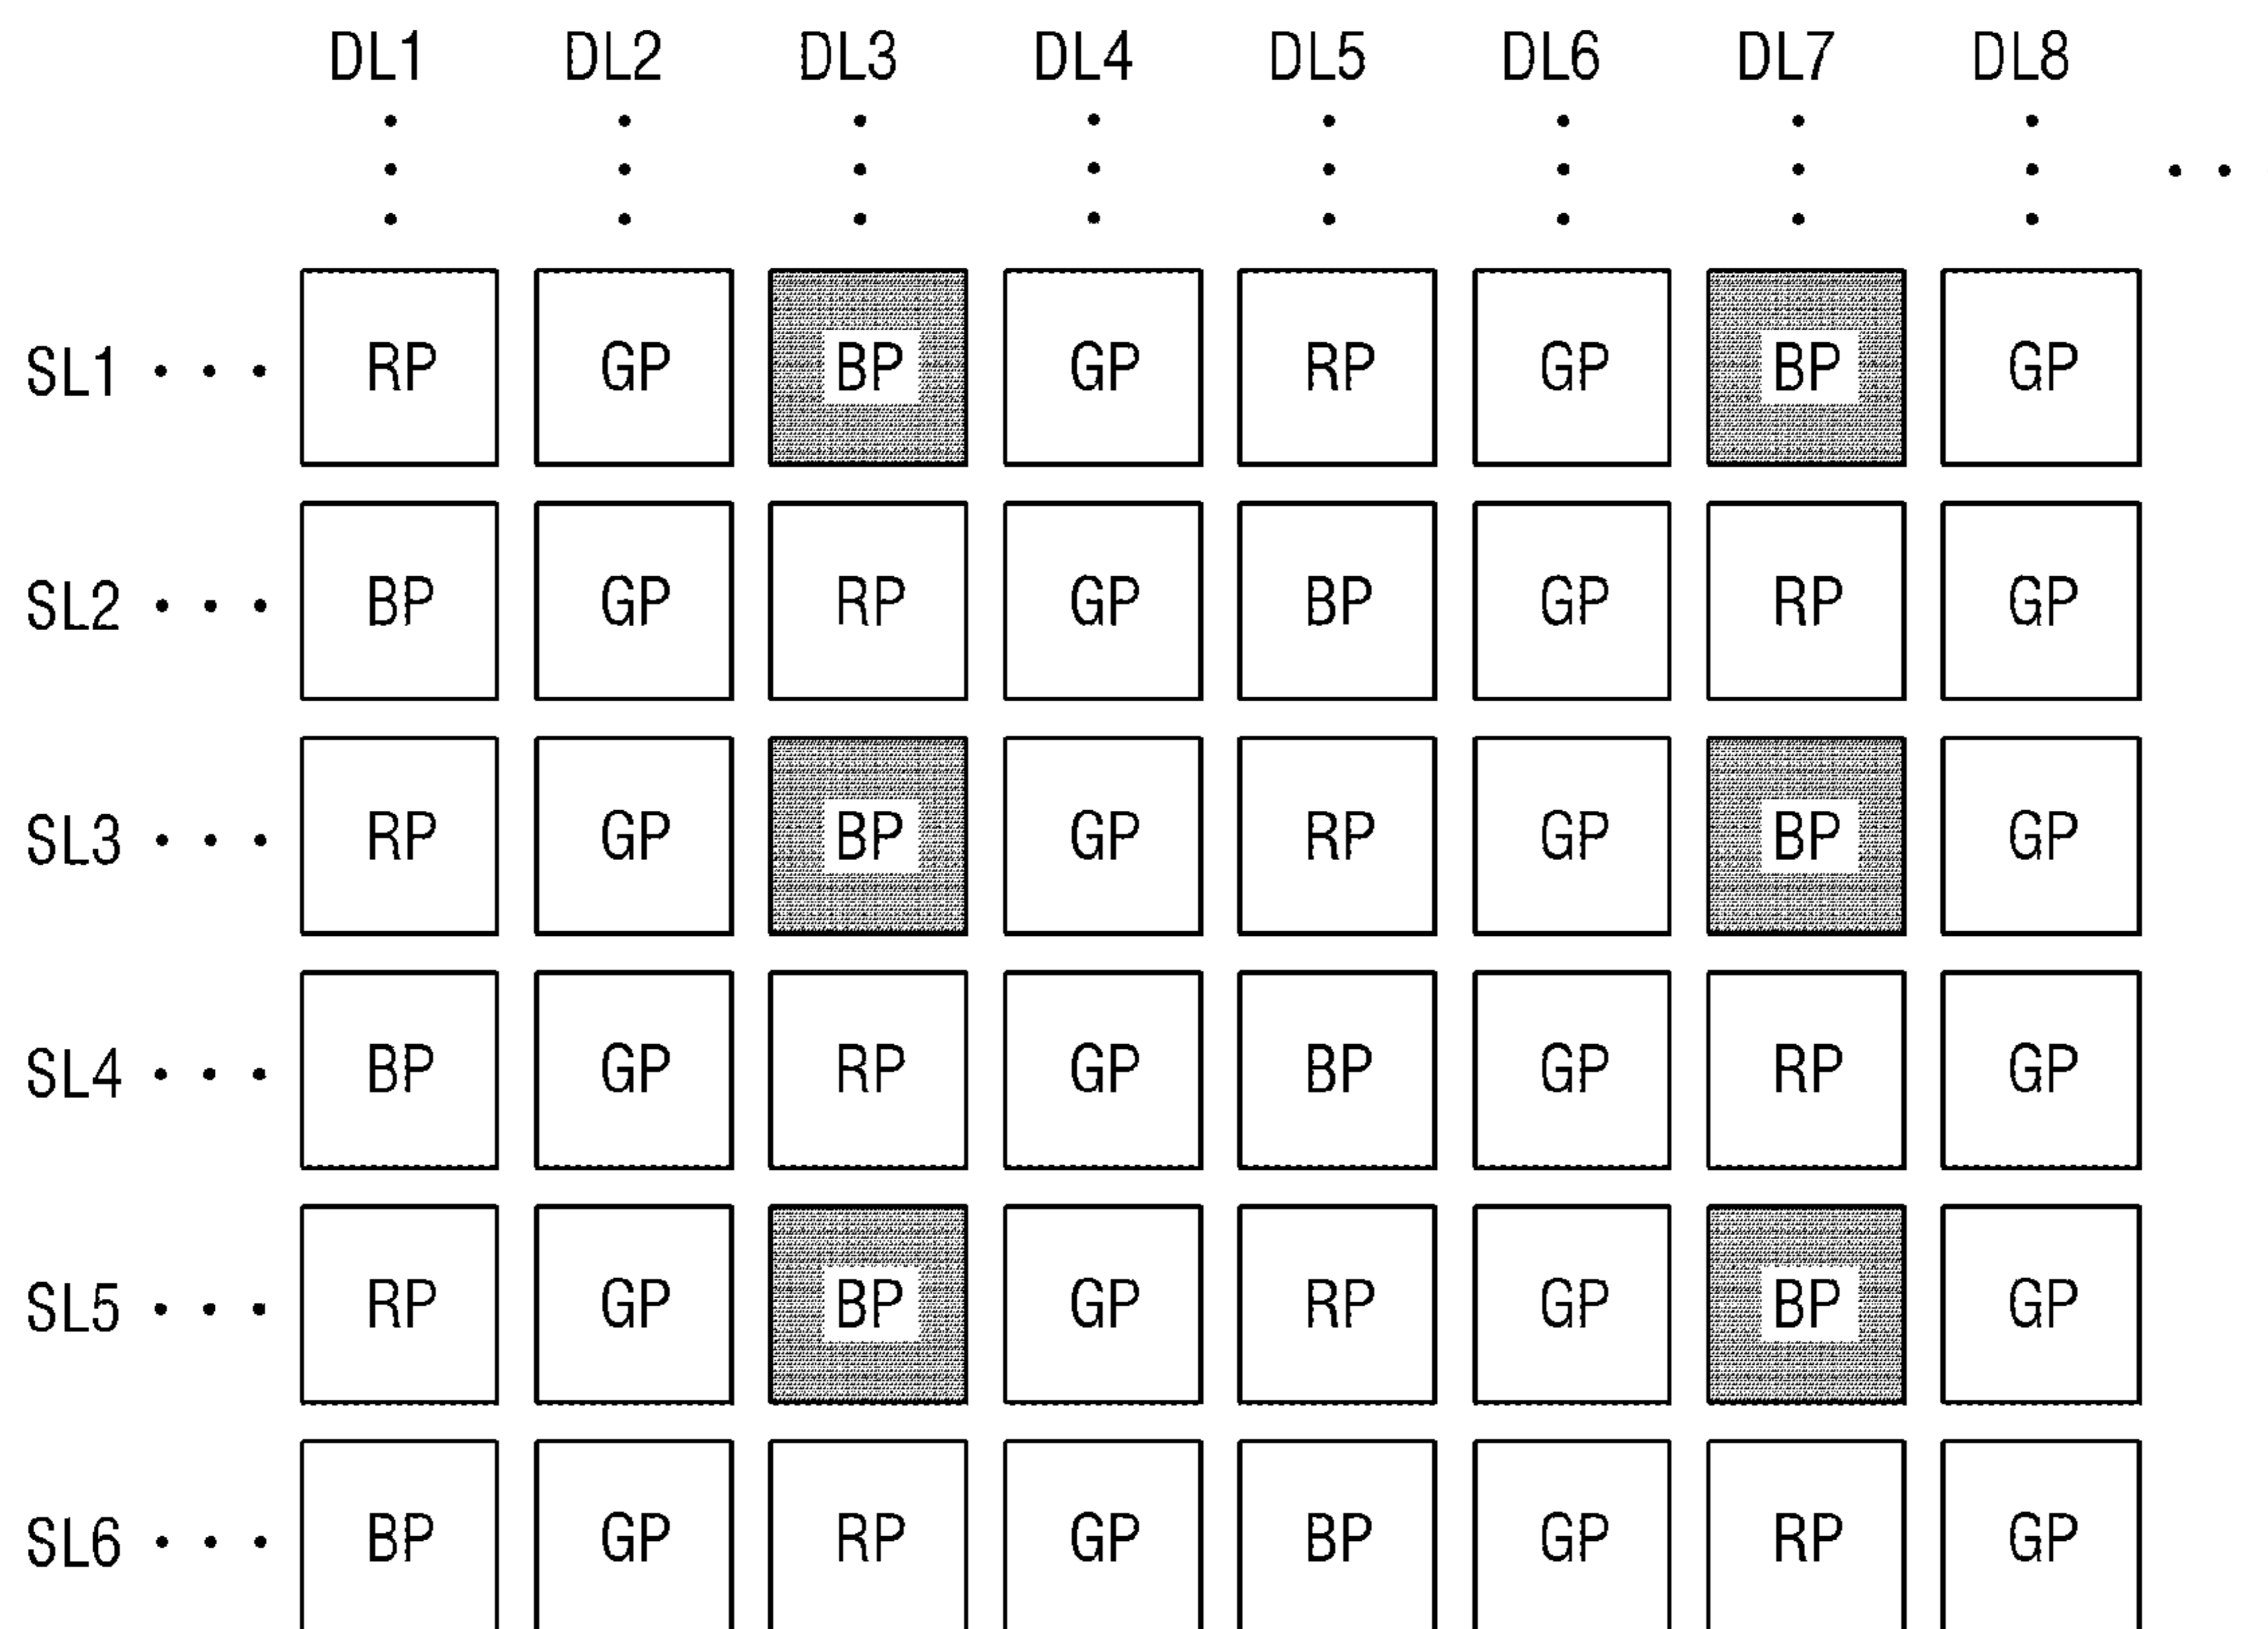 DL1 DL2 DL3 DL4 DL5 DL6 DL7 DL8
SL1 ··· RP GP BP GP RP GP BP GP
SL2 ··· BP GP RP GP BP GP RP GP
SL3 ··· RP GP BP GP RP GP BP GP
SL4 ··· BP GP RP GP BP GP RP GP
SL5 ··· RP GP BP GP RP GP BP GP
SL6 ··· BP GP RP GP BP GP RP GP